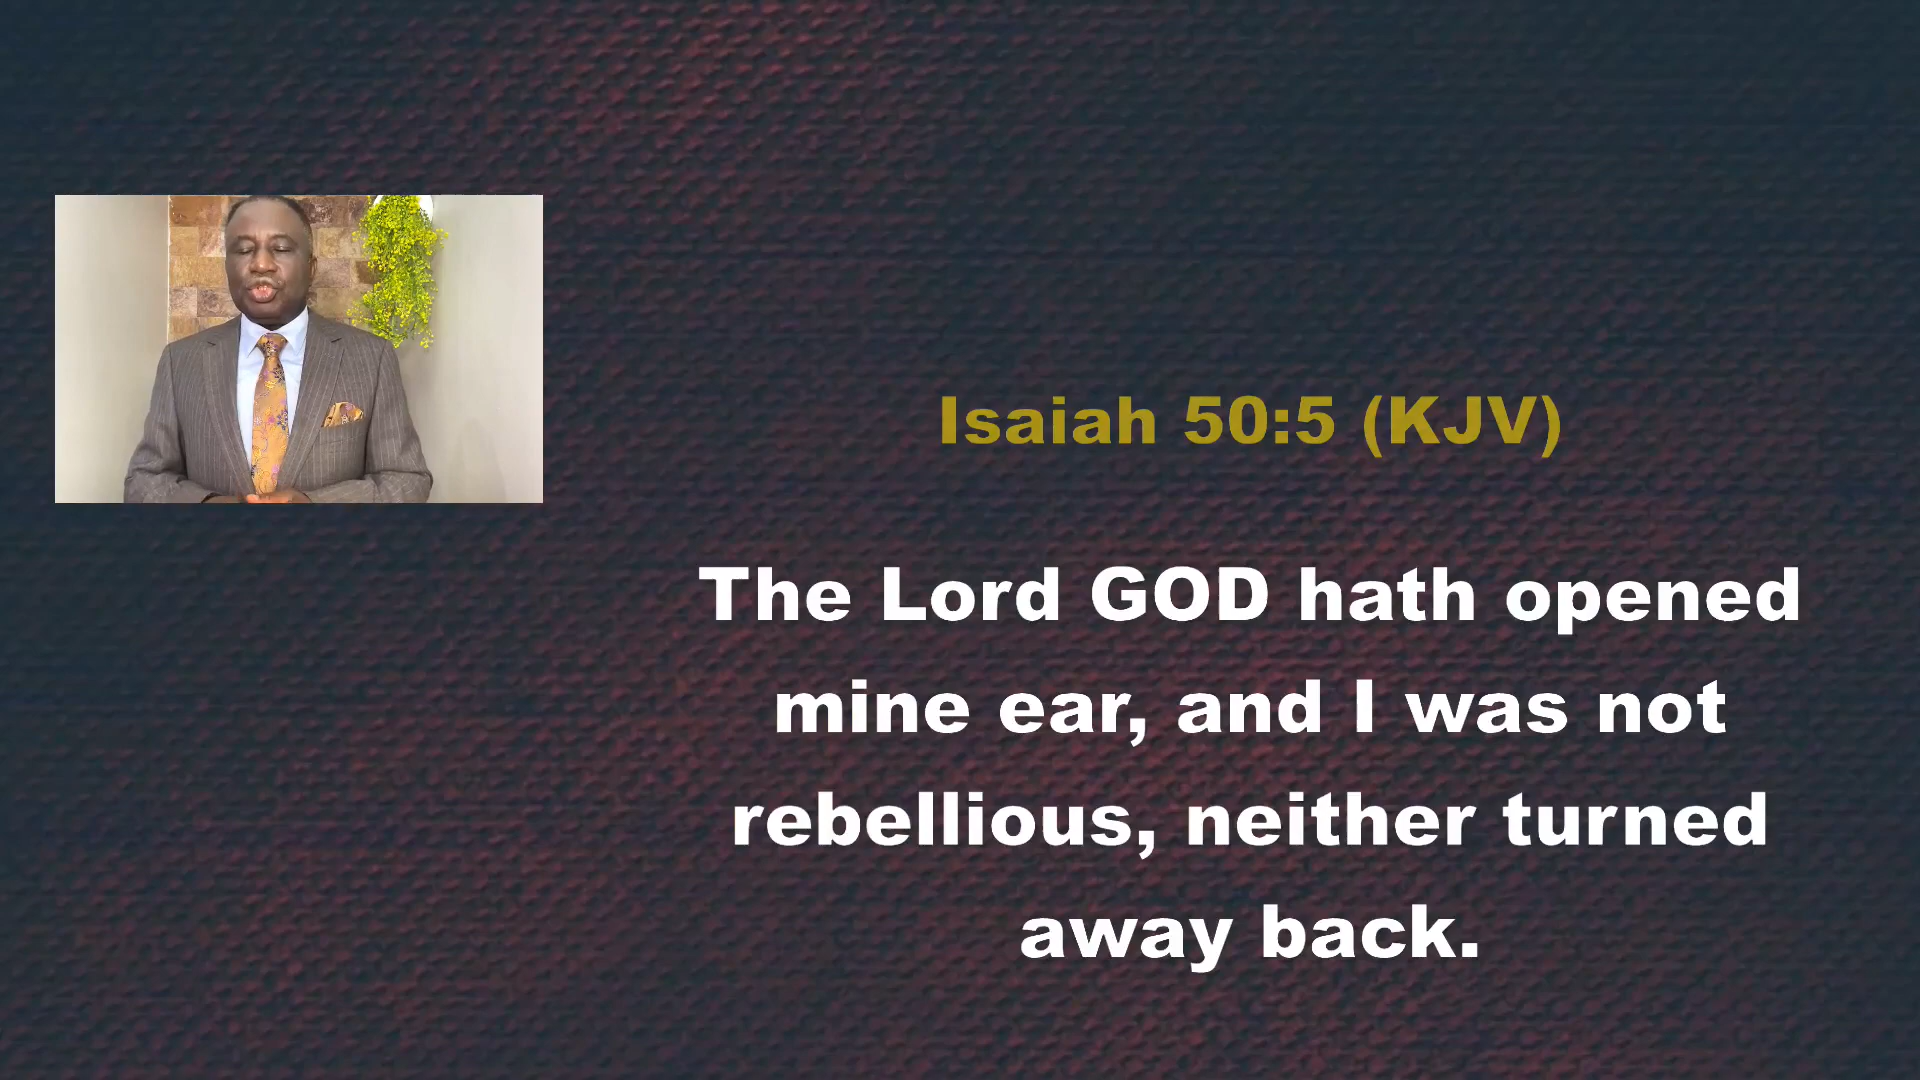 Isaiah 50:5 (KJV)
The Lord GOD hath opened
mine ear, and I was not
rebellious, neither turned
away back.